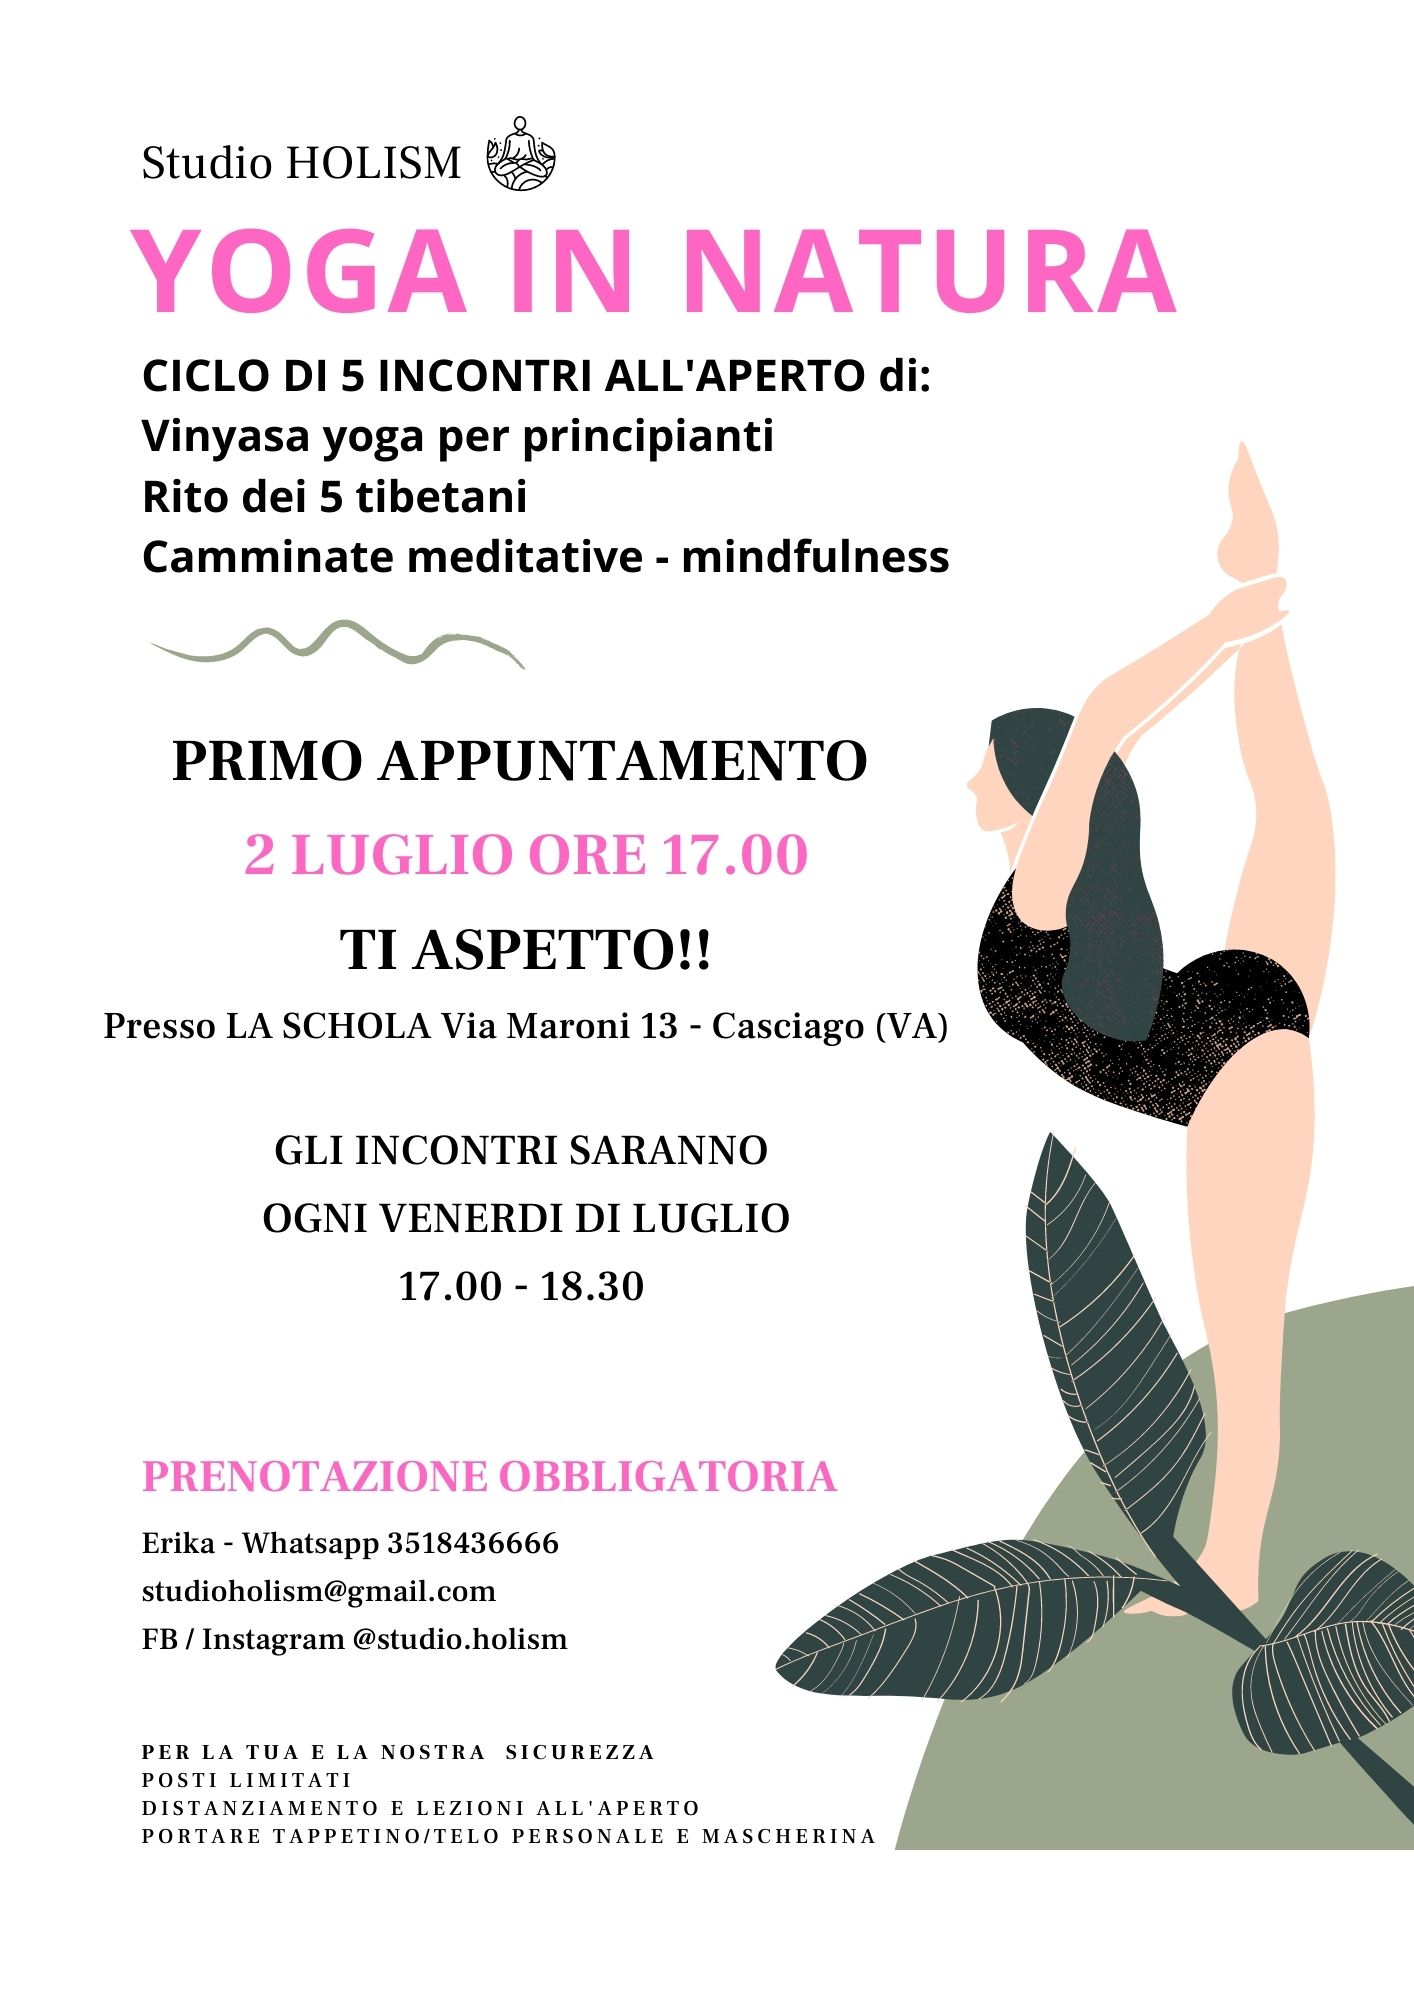 Studio HOLISM
YOGA IN NATURA
CICLO DI 5 INCONTRI ALL'APERTO di:
Vinyasa yoga per principianti
Rito dei 5 tibetani
Camminate meditative - mindfulness
PRIMO APPUNTAMENTO
2 LUGLIO ORE 17.00
TI ASPETTO!!
Presso LA SCHOLA Via Maroni 13 - Casciago (VA)
GLI INCONTRI SARANNO
OGNI VENERDI DI LUGLIO
17.00 - 18.30
PRENOTAZIONE OBBLIGATORIA
Erika - Whatsapp 3518436666
studioholism@gmail.com
FB / Instagram @studio.holism
PER LA TUA E LA NOSTRA SICUREZZA
POSTI LIMITATI
DISTANZIAMENTO E LEZIONI ALL'APERTO
PORTARE TAPPETINO/TELO PERSONALE E MASCHERINA